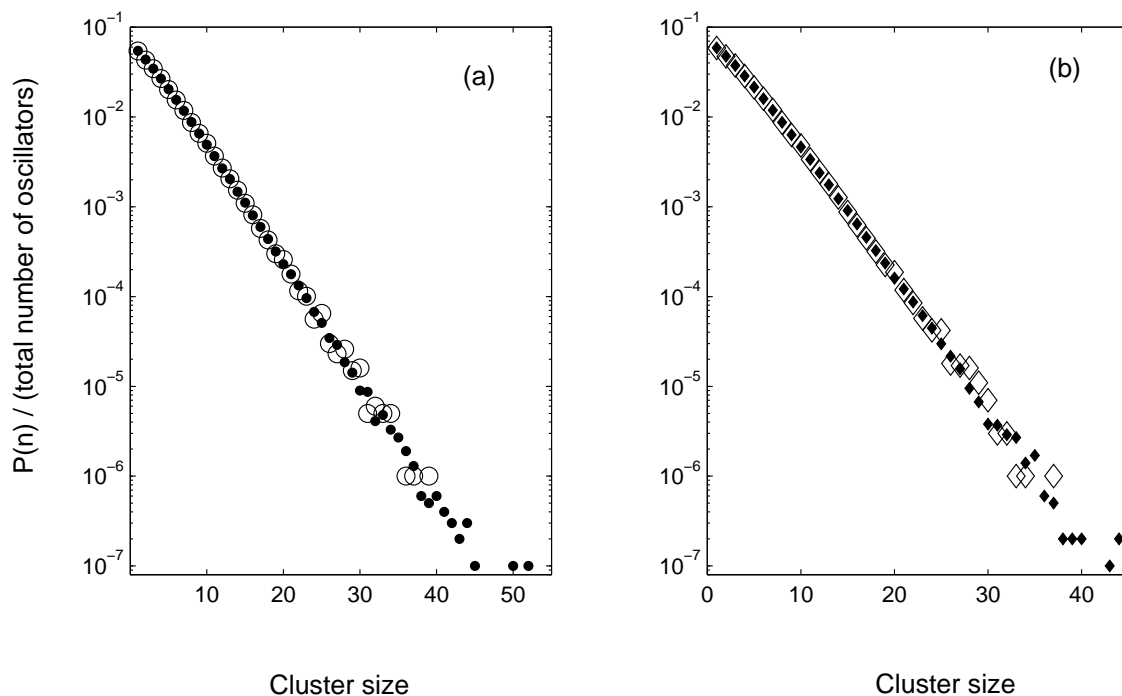 P(n) / (total number of oscillators)
10⁻¹
10⁻²
10⁻³
10⁻⁴
10⁻⁵
10⁻⁶
10⁻⁷
(a)
10 20 30 40 50
Cluster size
10⁻¹
10⁻²
10⁻³
10⁻⁴
10⁻⁵
10⁻⁶
10⁻⁷
(b)
0 10 20 30 40
Cluster size